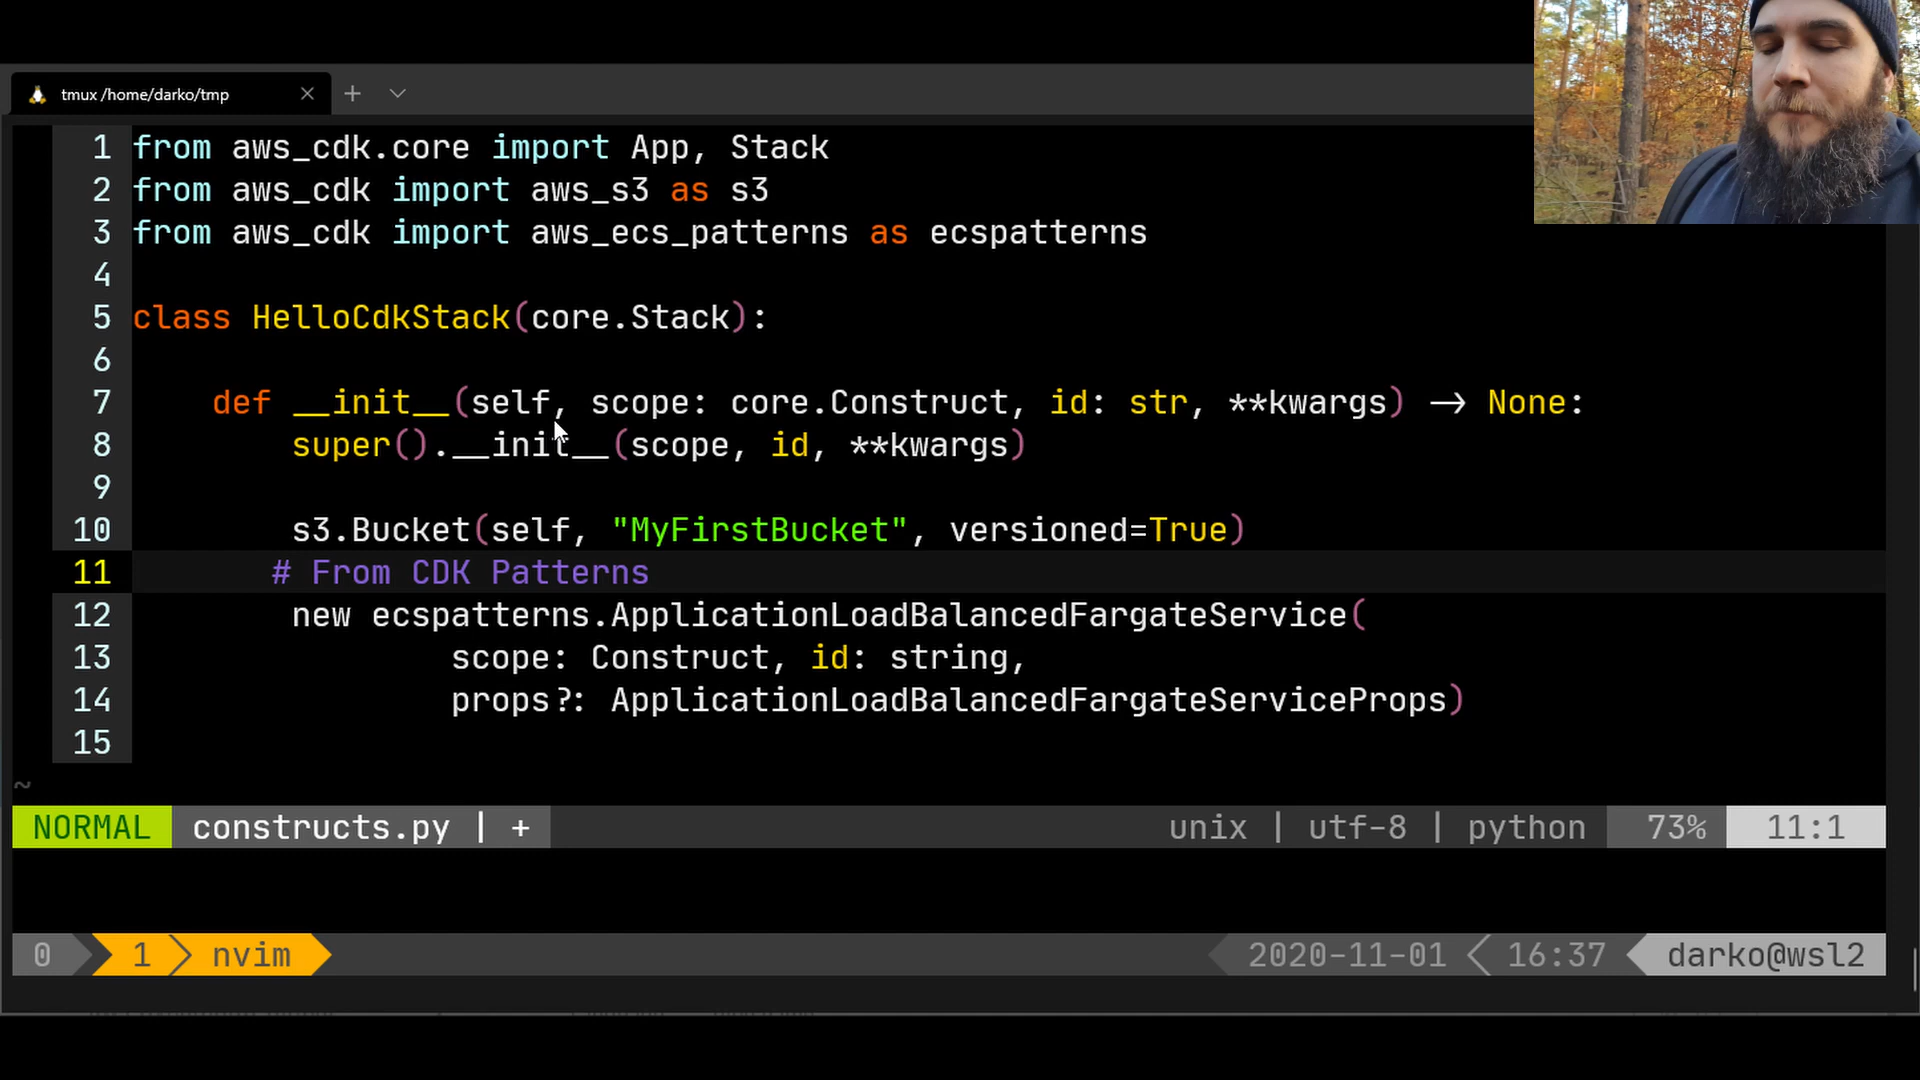 tmux /home/darko/tmp
1 from aws_cdk.core import App, Stack
2 from aws_cdk import aws_s3 as s3
3 from aws_cdk import aws_ecs_patterns as ecspatterns
4
5 class HelloCdkStack(core.Stack):
6
7 def __init__(self, scope: core.Construct, id: str, **kwargs) -> None:
8 super().__init__(scope, id, **kwargs)
9
10 s3.Bucket(self, "MyFirstBucket", versioned=True)
11 # From CDK Patterns
12 new ecspatterns.ApplicationLoadBalancedFargateService(
13 scope: Construct, id: string,
14 props?: ApplicationLoadBalancedFargateServiceProps)
15
~
NORMAL constructs.py | + unix | utf-8 | python 73% 11:1
0 1 nvim 2020-11-01 16:37 darko@wsl2